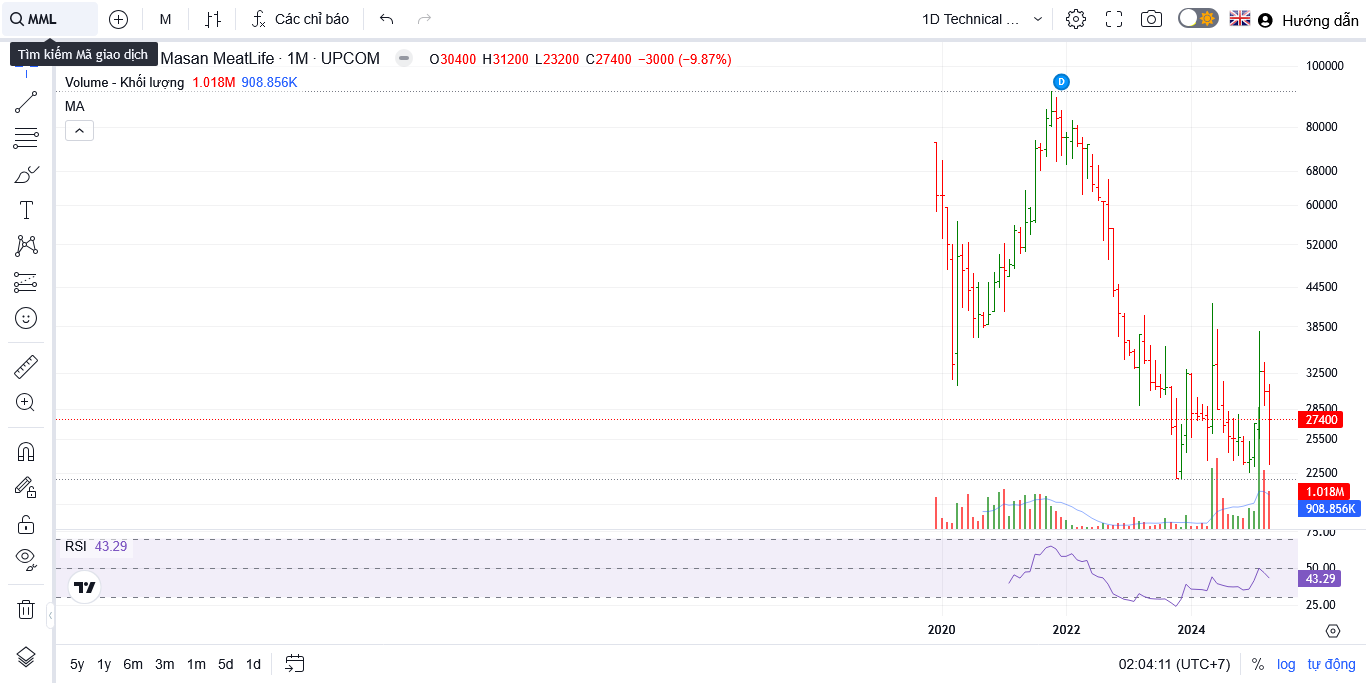 MML
M
Các chỉ báo
1D Technical ...
Hướng dẫn
Tìm kiếm Mã giao dịch
Masan MeatLife · 1M · UPCOM
O30400 H31200 L23200 C27400 −3000 (−9.87%)
Volume - Khối lượng 1.018M 908.856K
MA
D
100000
80000
68000
60000
52000
44500
38500
32500
28500
27400
25500
22500
1.018M
908.856K
75.00
RSI 43.29
50.00
43.29
25.00
2020 2022 2024
5y 1y 6m 3m 1m 5d 1d
02:04:11 (UTC+7) % log tự động